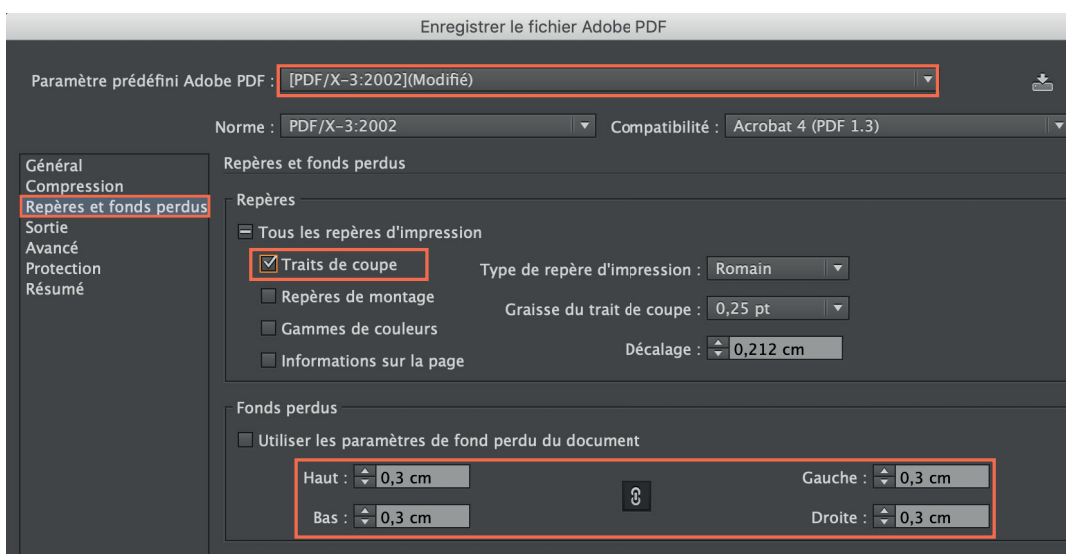 Enregistrer le fichier Adobe PDF
Paramètre prédéfini Adobe PDF : [PDF/X-3:2002](Modifié)
Norme : PDF/X-3:2002 Compatibilité : Acrobat 4 (PDF 1.3)
Général
Compression
Repères et fonds perdus
Sortie
Avancé
Protection
Résumé
Repères et fonds perdus
Repères
Tous les repères d'impression
Traits de coupe
Repères de montage
Gammes de couleurs
Informations sur la page
Type de repère d'impression : Romain
Graisse du trait de coupe : 0,25 pt
Décalage : 0,212 cm
Fonds perdus
Utiliser les paramètres de fond perdu du document
Haut : 0,3 cm Gauche : 0,3 cm
Bas : 0,3 cm Droite : 0,3 cm